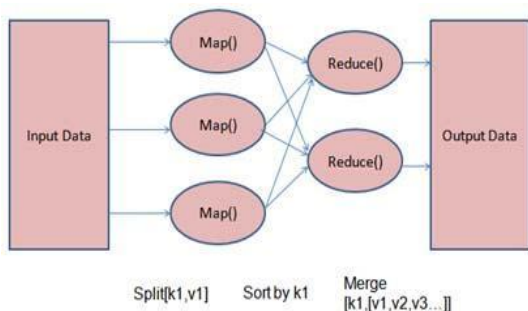 Map()
Reduce()
Input Data
Map()
Output Data
Reduce()
Map()
Split[k1,v1]
Sort by k1
Merge
[k1,[v1,v2,v3...]]